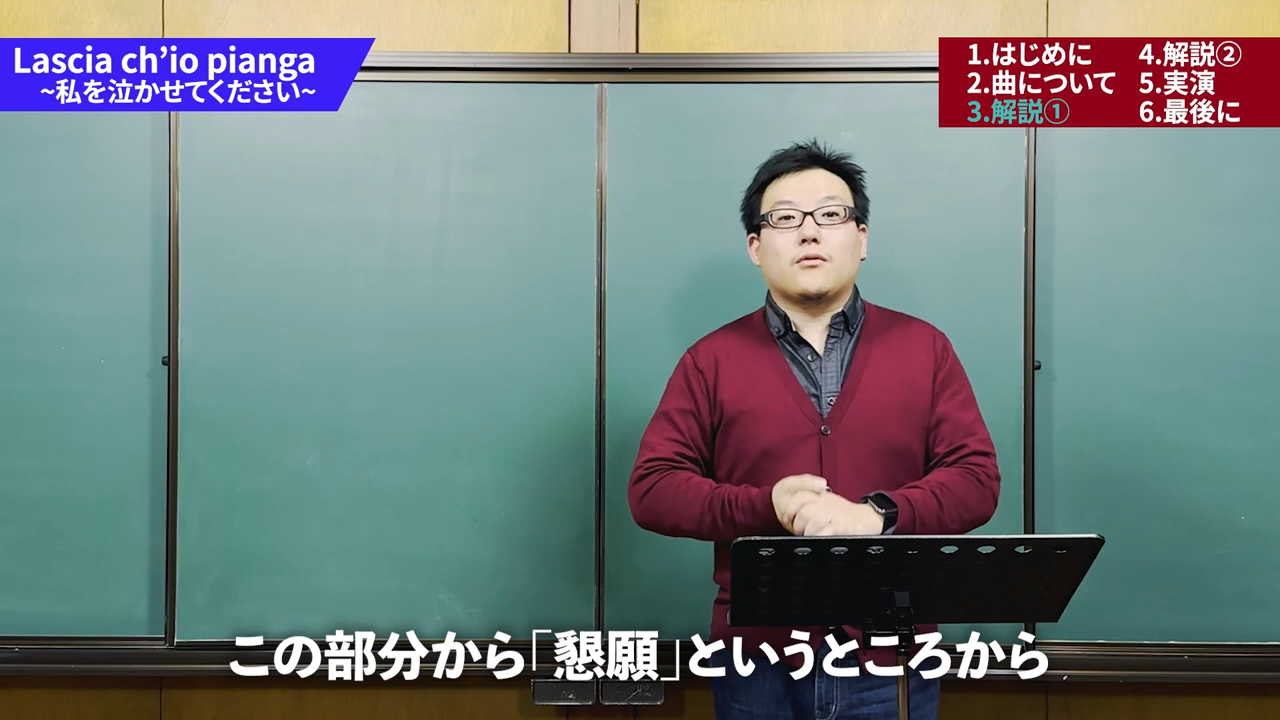 Lascia ch’io pianga
~私を泣かせてください~
1.はじめに
2.曲について
3.解説①
4.解説②
5.実演
6.最後に
この部分から「懇願」というところから